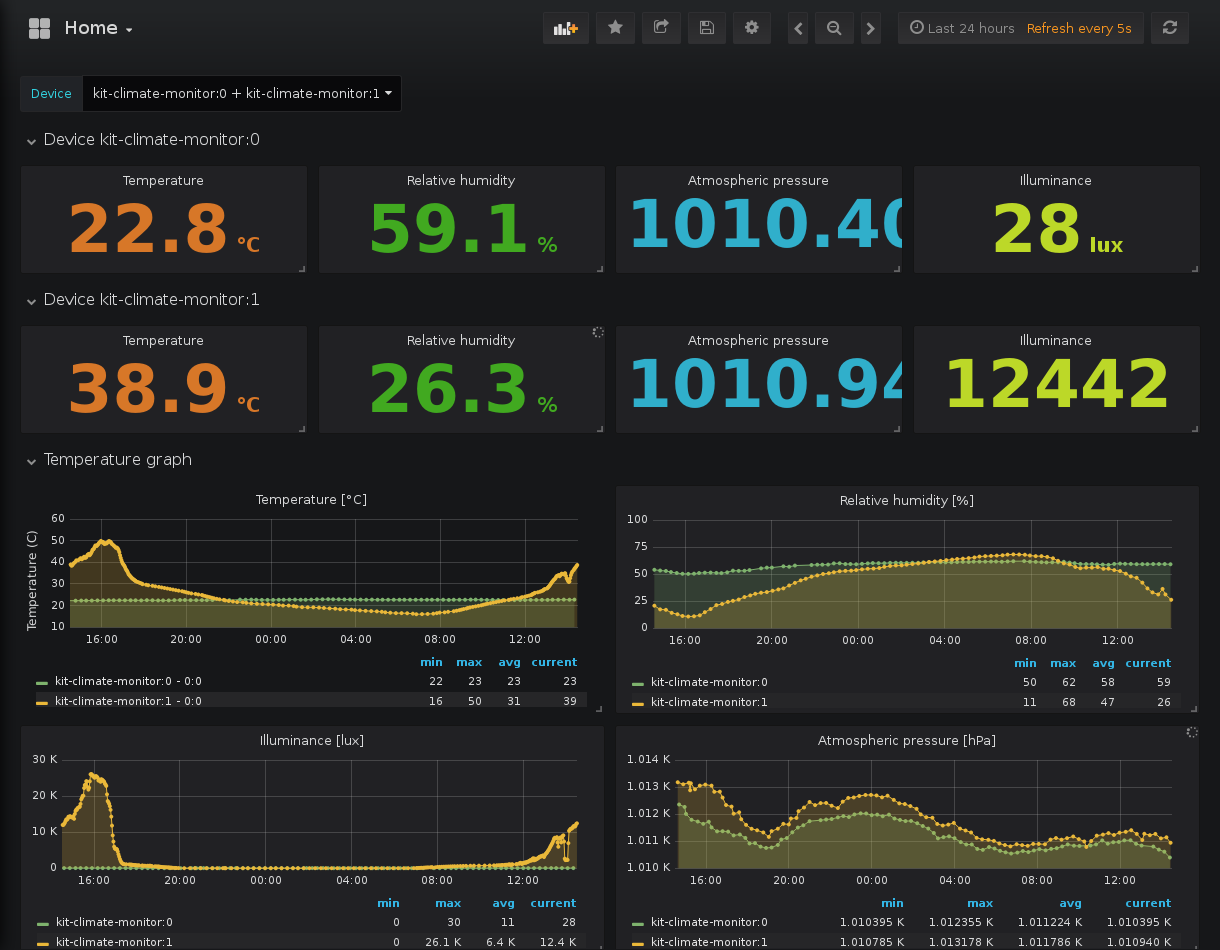 Home
Last 24 hours Refresh every 5s
Device kit-climate-monitor:0 + kit-climate-monitor:1
Device kit-climate-monitor:0
Temperature Relative humidity Atmospheric pressure Illuminance
22.8 °C 59.1 % 1010.40 28 lux
Device kit-climate-monitor:1
Temperature Relative humidity Atmospheric pressure Illuminance
38.9 °C 26.3 % 1010.94 12442
Temperature graph
Temperature [°C]
Temperature (C)
60
50
40
30
20
10
16:00 20:00 00:00 04:00 08:00 12:00
min max avg current
kit-climate-monitor:0 - 0:0 22 23 23 23
kit-climate-monitor:1 - 0:0 16 50 31 39
Relative humidity [%]
100
75
50
25
0
16:00 20:00 00:00 04:00 08:00 12:00
min max avg current
kit-climate-monitor:0 50 62 58 59
kit-climate-monitor:1 11 68 47 26
Illuminance [lux]
30 K
20 K
10 K
0
16:00 20:00 00:00 04:00 08:00 12:00
min max avg current
kit-climate-monitor:0 0 30 11 28
kit-climate-monitor:1 0 26.1 K 6.4 K 12.4 K
Atmospheric pressure [hPa]
1.014 K
1.013 K
1.012 K
1.011 K
1.010 K
16:00 20:00 00:00 04:00 08:00 12:00
min max avg current
kit-climate-monitor:0 1.010395 K 1.012355 K 1.011224 K 1.010395 K
kit-climate-monitor:1 1.010785 K 1.013178 K 1.011786 K 1.010940 K